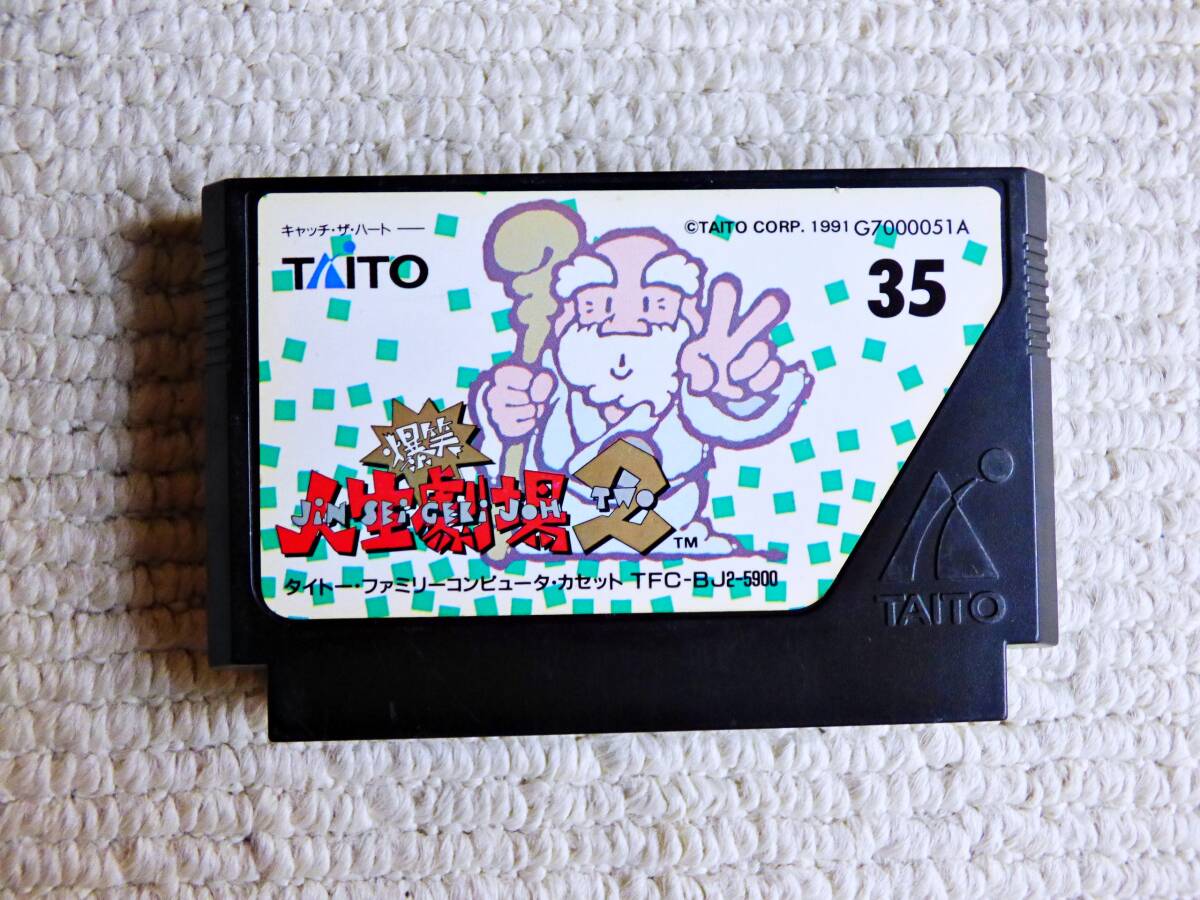 キャッチ・ザ・ハート
TAITO
©TAITO CORP. 1991 G7000051A
35
爆笑
人生劇場2
JiN SEi GEKi JOH
TWO
TM
タイトー・ファミリーコンピュータ・カセット TFC-BJ2-5900
TAITO